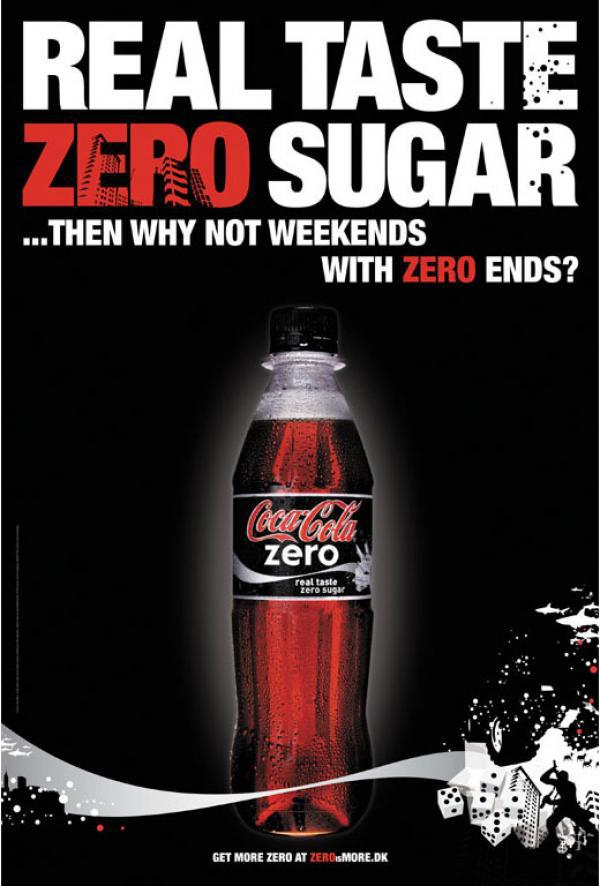 REAL TASTE
ZERO SUGAR
...THEN WHY NOT WEEKENDS
WITH ZERO ENDS?
Coca-Cola
zero
real taste
zero sugar
GET MORE ZERO AT ZEROisMORE.DK